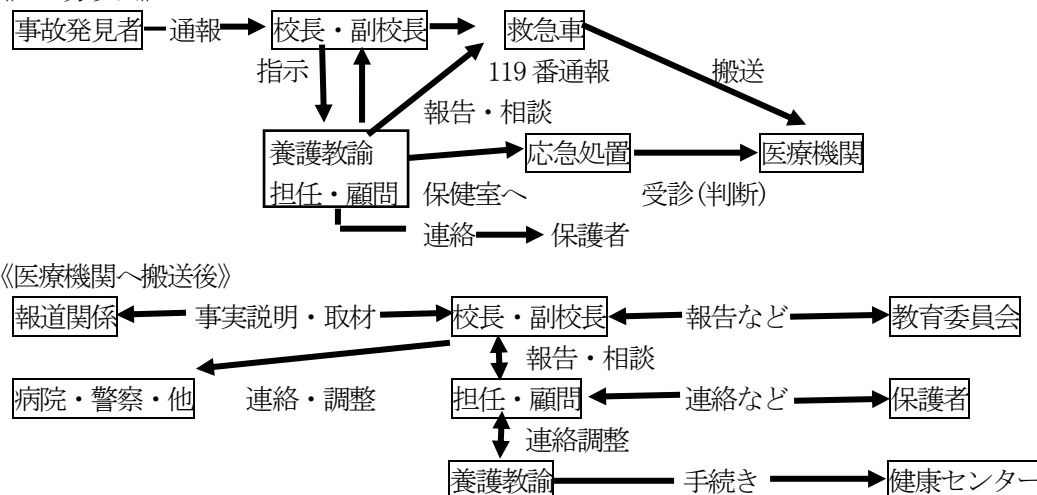 事故発見者 通報 校長・副校長 救急車
指示 119番通報 搬送
報告・相談
養護教諭 応急処置 医療機関
担任・顧問 保健室へ 受診(判断)
連絡 保護者
《医療機関へ搬送後》
報道関係 事実説明・取材 校長・副校長 報告など 教育委員会
報告・相談
病院・警察・他 連絡・調整 担任・顧問 連絡など 保護者
連絡調整
養護教諭 手続き 健康センター